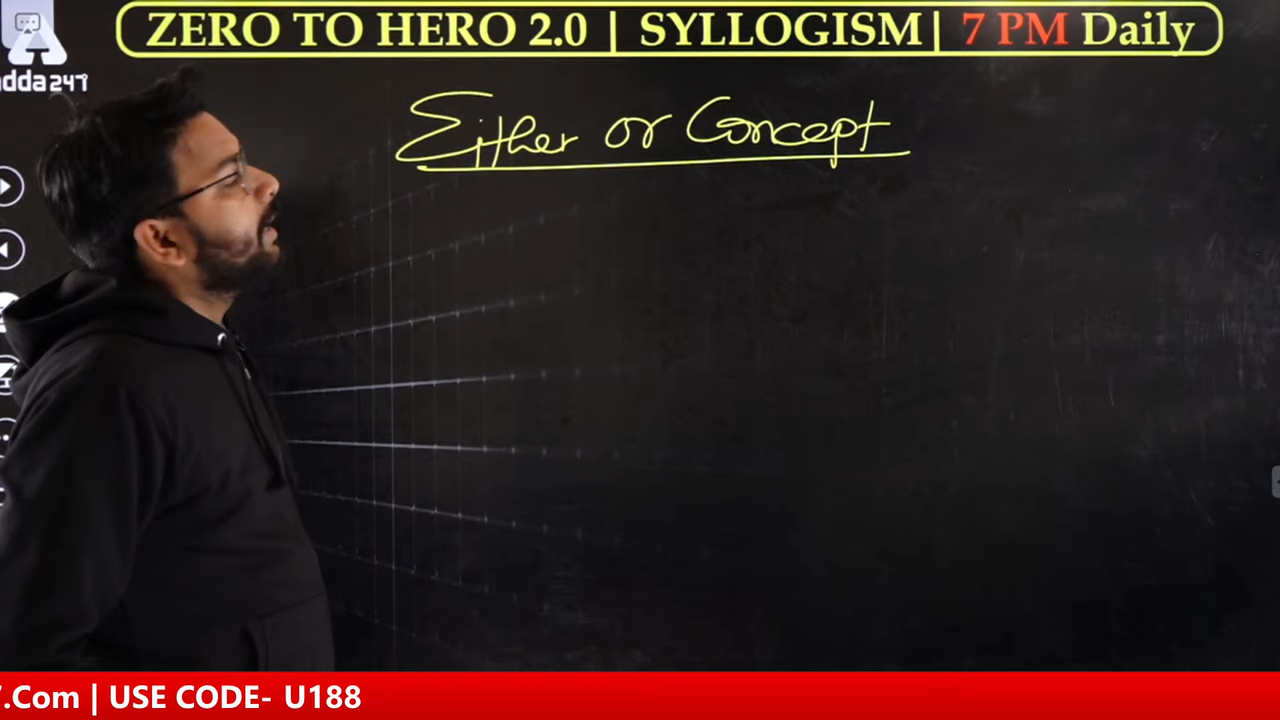 ZERO TO HERO 2.0 | SYLLOGISM| 7 PM Daily
adda247
Either or Concept
.Com | USE CODE- U188